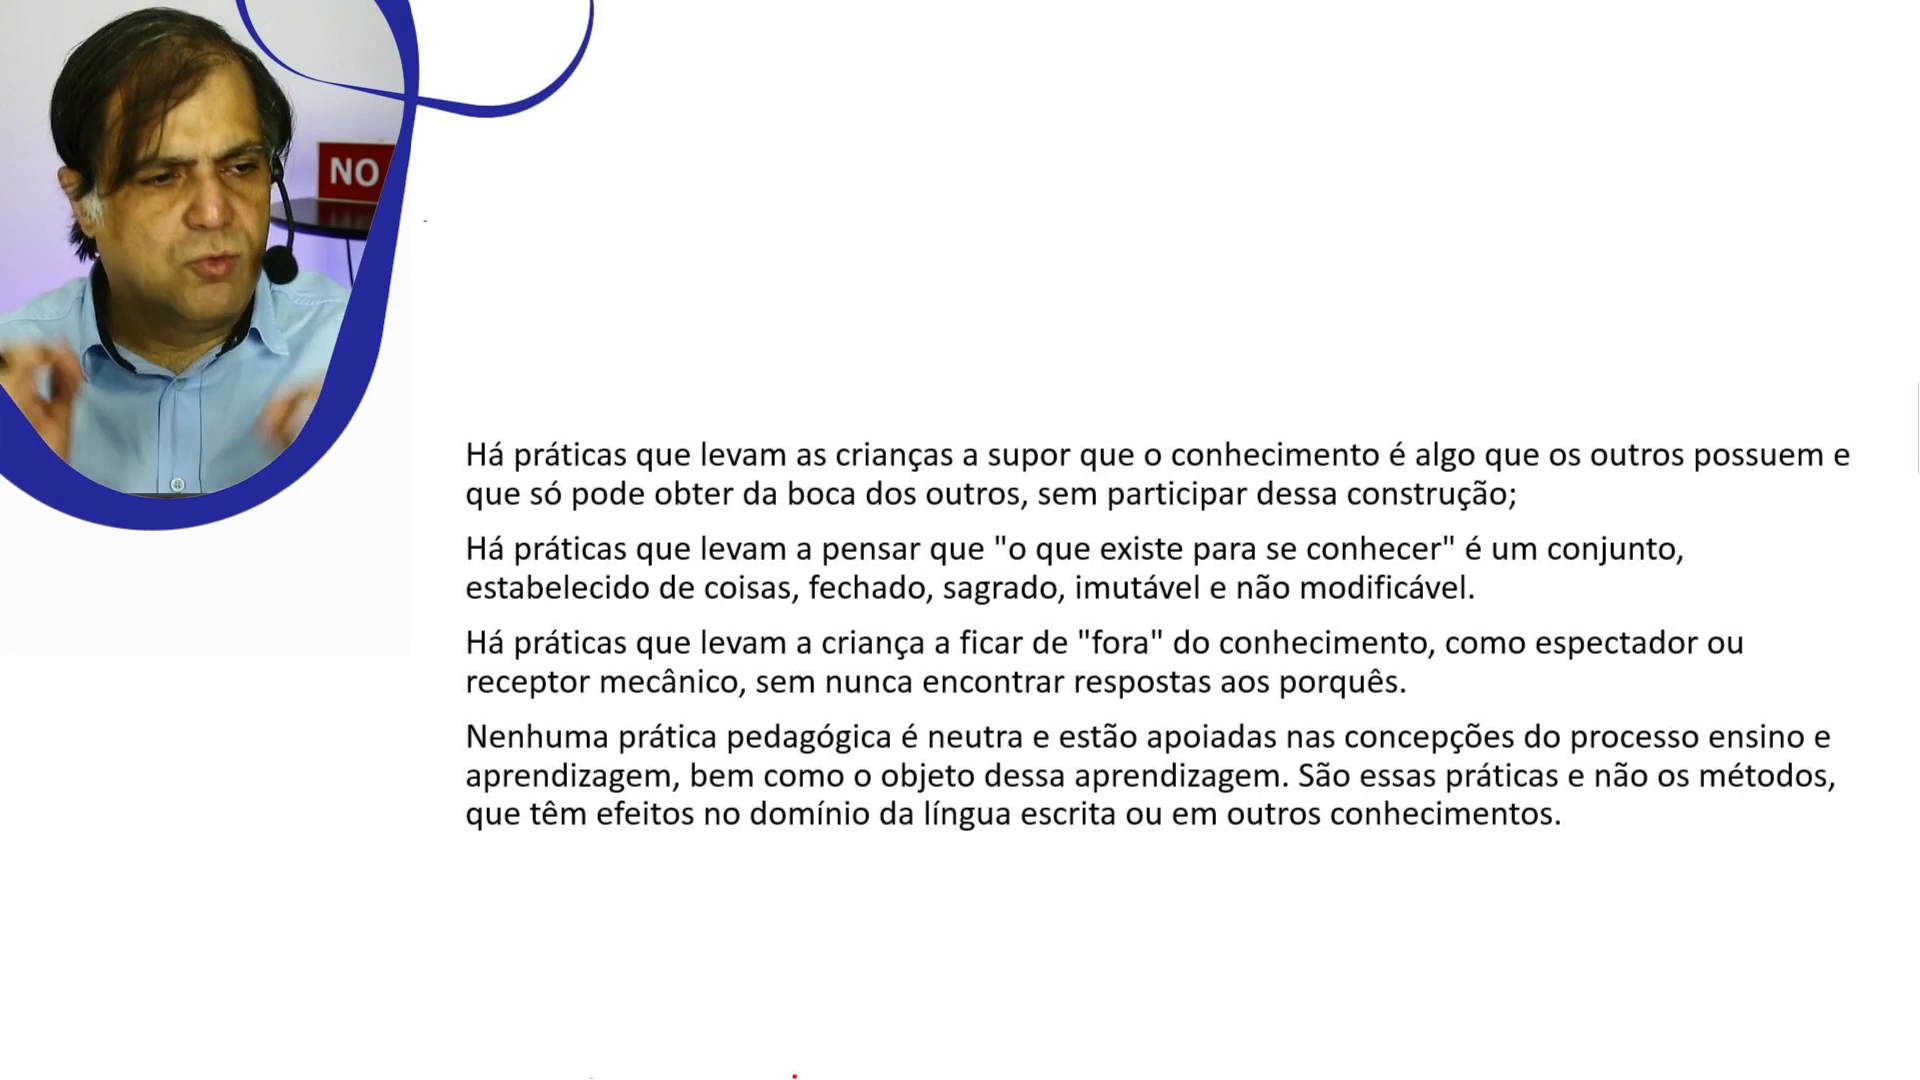 NO
Há práticas que levam as crianças a supor que o conhecimento é algo que os outros possuem e
que só pode obter da boca dos outros, sem participar dessa construção;
Há práticas que levam a pensar que "o que existe para se conhecer" é um conjunto,
estabelecido de coisas, fechado, sagrado, imutável e não modificável.
Há práticas que levam a criança a ficar de "fora" do conhecimento, como espectador ou
receptor mecânico, sem nunca encontrar respostas aos porquês.
Nenhuma prática pedagógica é neutra e estão apoiadas nas concepções do processo ensino e
aprendizagem, bem como o objeto dessa aprendizagem. São essas práticas e não os métodos,
que têm efeitos no domínio da língua escrita ou em outros conhecimentos.